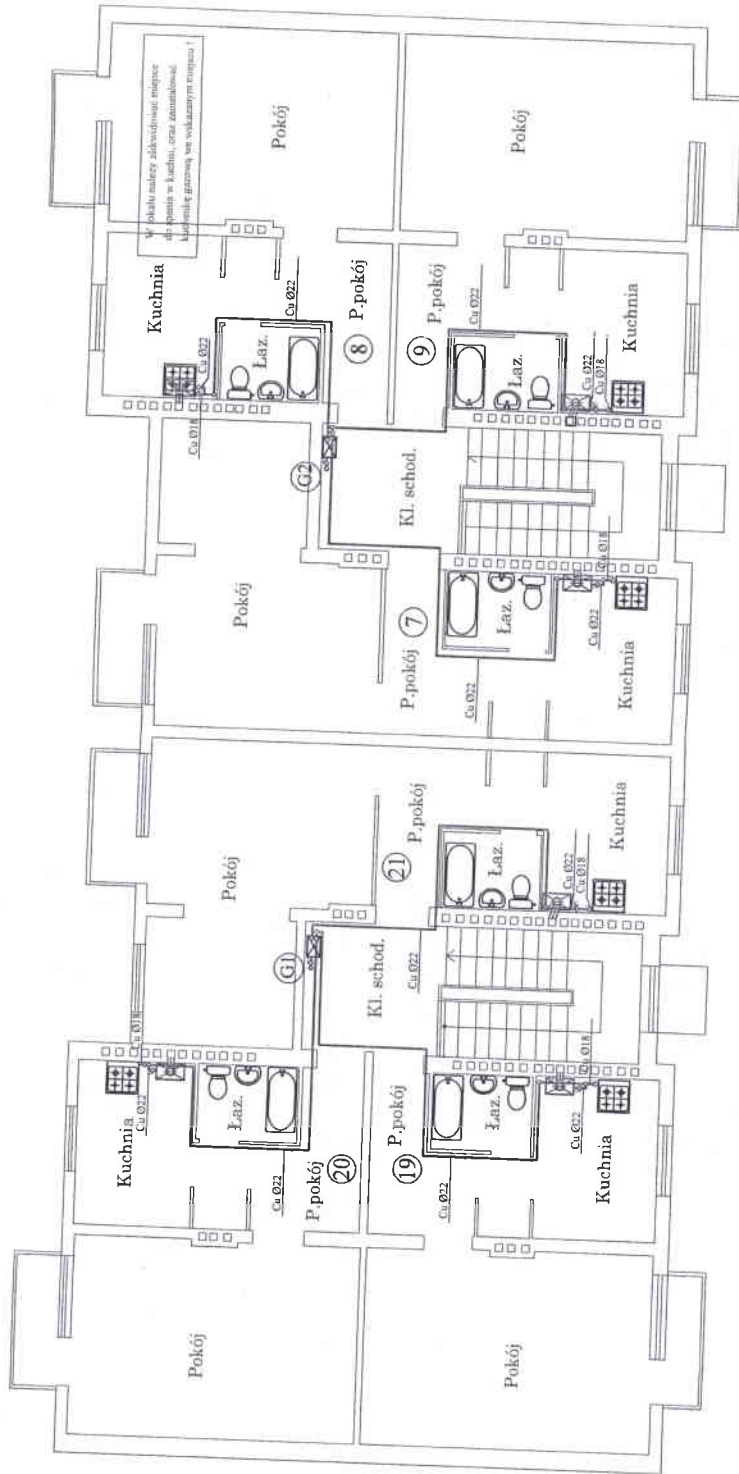 W lokalu należy zlikwidować miejsce
do spania w kuchni, oraz zainstalować
kuchenkę gazową we wskazanym miejscu !
Kuchnia
Cu Ø22
Cu Ø18
Łaz.
Cu Ø22
P.pokój
8
Pokój
Pokój
P.pokój
9
Cu Ø22
Łaz.
Kuchnia
Cu Ø22
Cu Ø18
G2
Kl. schod.
Pokój
7
P.pokój
Cu Ø22
Łaz.
Cu Ø18
Cu Ø22
Kuchnia
Pokój
21
P.pokój
Łaz.
Cu Ø22
Cu Ø18
Kuchnia
G1
Kl. schod.
Cu Ø22
Cu Ø18
Cu Ø22
Kuchnia
Łaz.
Cu Ø22
P.pokój
20
Pokój
P.pokój
19
Łaz.
Cu Ø22
Cu Ø18
Cu Ø22
Kuchnia
Pokój